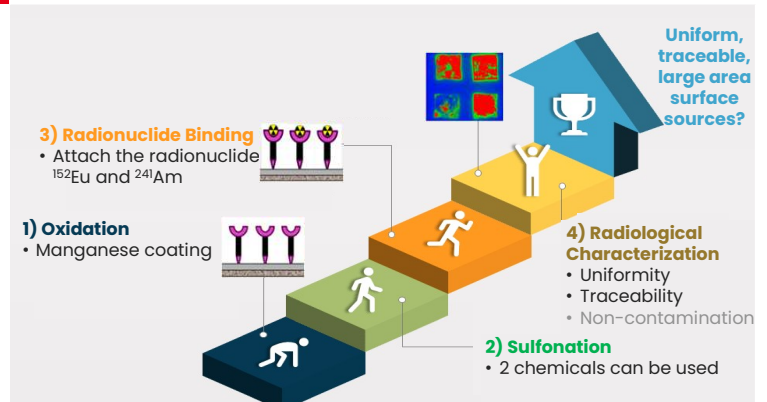 Uniform,
traceable,
large area
surface
sources?
3) Radionuclide Binding
• Attach the radionuclide
¹⁵²Eu and ²⁴¹Am
1) Oxidation
• Manganese coating
4) Radiological
Characterization
• Uniformity
• Traceability
• Non-contamination
2) Sulfonation
• 2 chemicals can be used